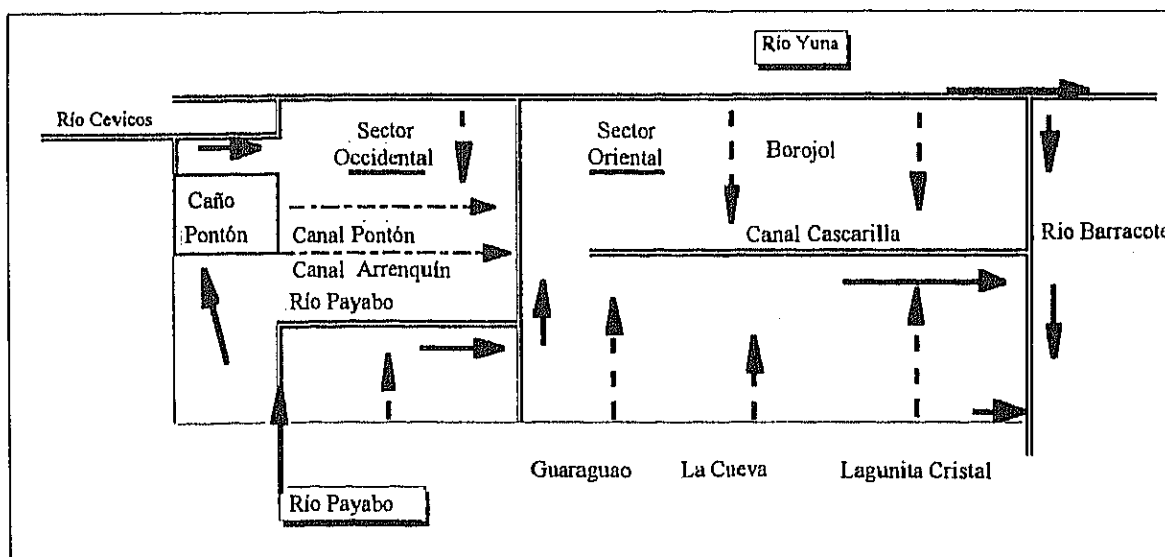 Río Yuna
Río Cevicos
Sector
Occidental
Sector
Oriental
Borojol
Caño
Pontón
Canal Pontón
Canal Cascarilla
Río Barracote
Canal Arrenquín
Río Payabo
Guaraguao
La Cueva
Lagunita Cristal
Río Payabo